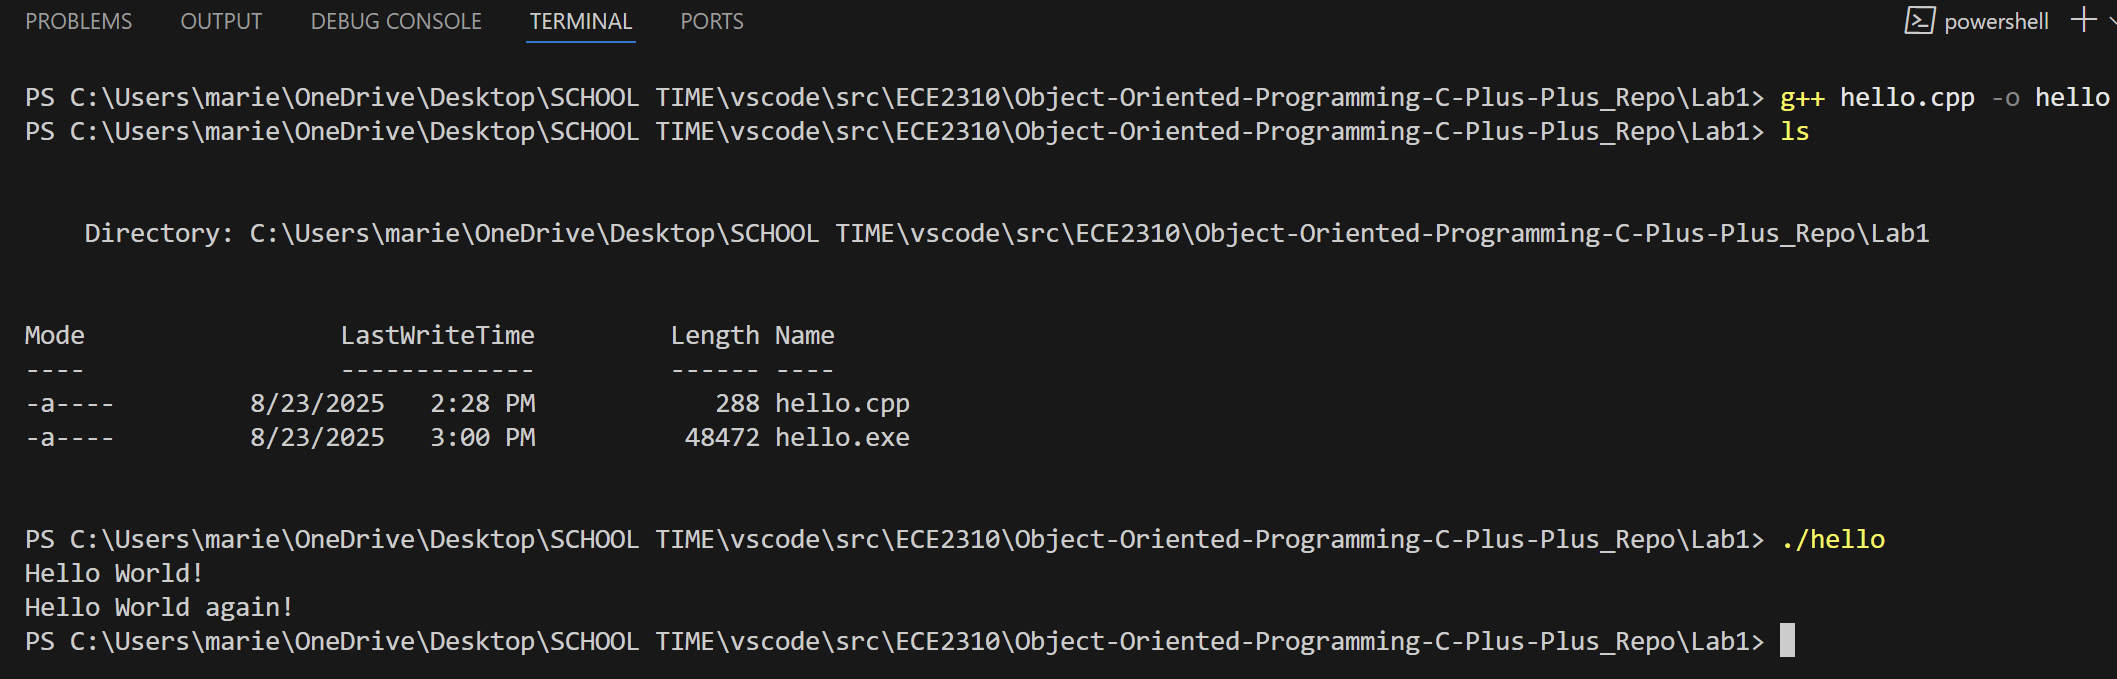 PROBLEMS OUTPUT DEBUG CONSOLE TERMINAL PORTS powershell
PS C:\Users\marie\OneDrive\Desktop\SCHOOL TIME\vscode\src\ECE2310\Object-Oriented-Programming-C-Plus-Plus_Repo\Lab1> g++ hello.cpp -o hello
PS C:\Users\marie\OneDrive\Desktop\SCHOOL TIME\vscode\src\ECE2310\Object-Oriented-Programming-C-Plus-Plus_Repo\Lab1> ls
Directory: C:\Users\marie\OneDrive\Desktop\SCHOOL TIME\vscode\src\ECE2310\Object-Oriented-Programming-C-Plus-Plus_Repo\Lab1
Mode LastWriteTime Length Name
---- ------------- ------ ----
-a---- 8/23/2025 2:28 PM 288 hello.cpp
-a---- 8/23/2025 3:00 PM 48472 hello.exe
PS C:\Users\marie\OneDrive\Desktop\SCHOOL TIME\vscode\src\ECE2310\Object-Oriented-Programming-C-Plus-Plus_Repo\Lab1> ./hello
Hello World!
Hello World again!
PS C:\Users\marie\OneDrive\Desktop\SCHOOL TIME\vscode\src\ECE2310\Object-Oriented-Programming-C-Plus-Plus_Repo\Lab1>